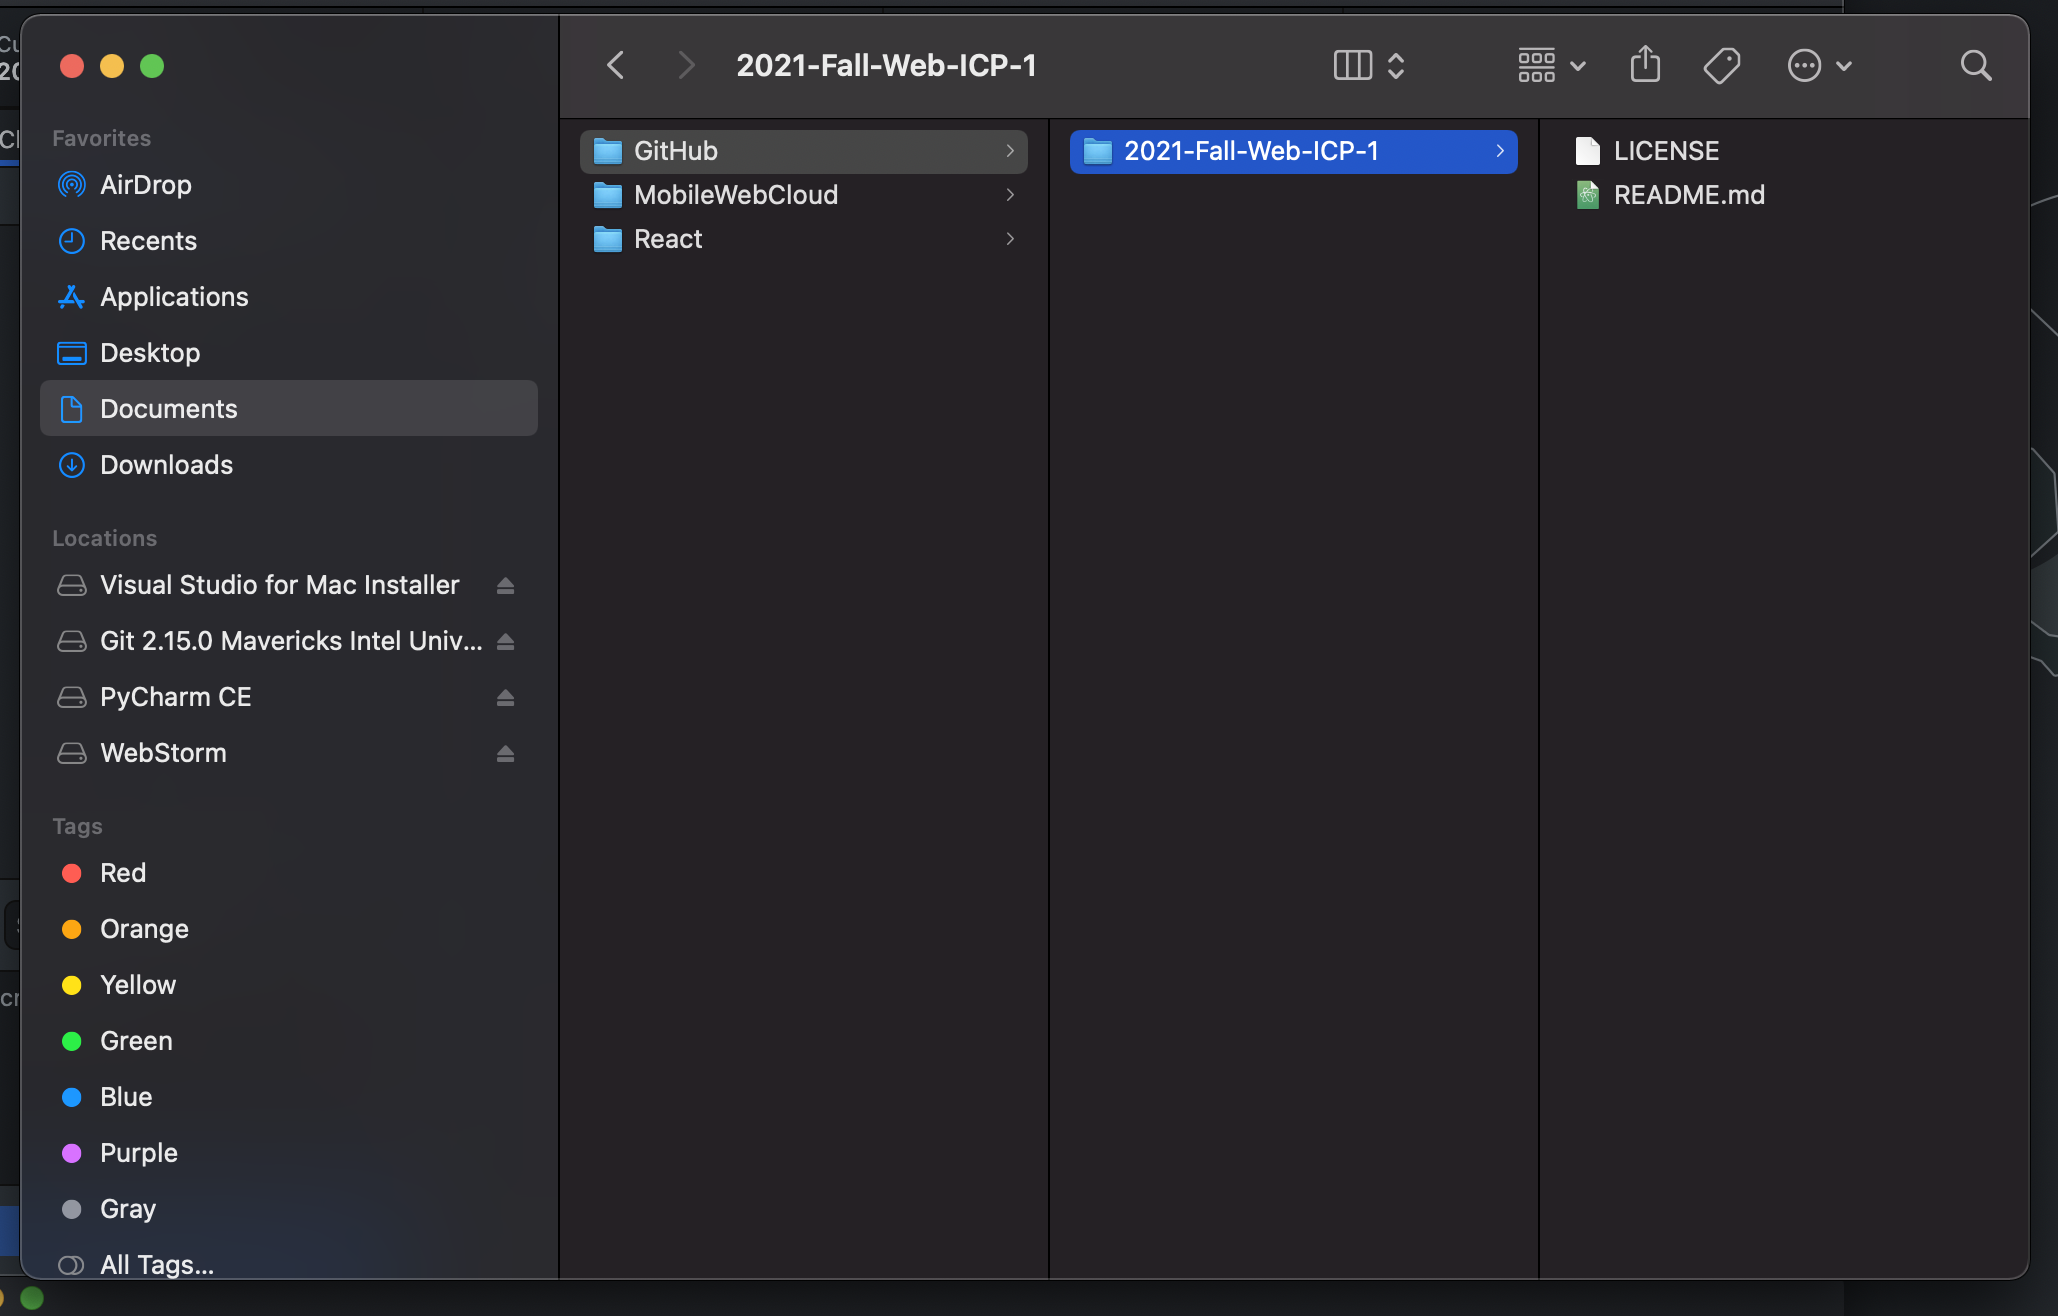 2021-Fall-Web-ICP-1
Favorites
AirDrop
Recents
Applications
Desktop
Documents
Downloads
Locations
Visual Studio for Mac Installer
Git 2.15.0 Mavericks Intel Univ...
PyCharm CE
WebStorm
Tags
Red
Orange
Yellow
Green
Blue
Purple
Gray
All Tags...
GitHub
MobileWebCloud
React
2021-Fall-Web-ICP-1
LICENSE
README.md